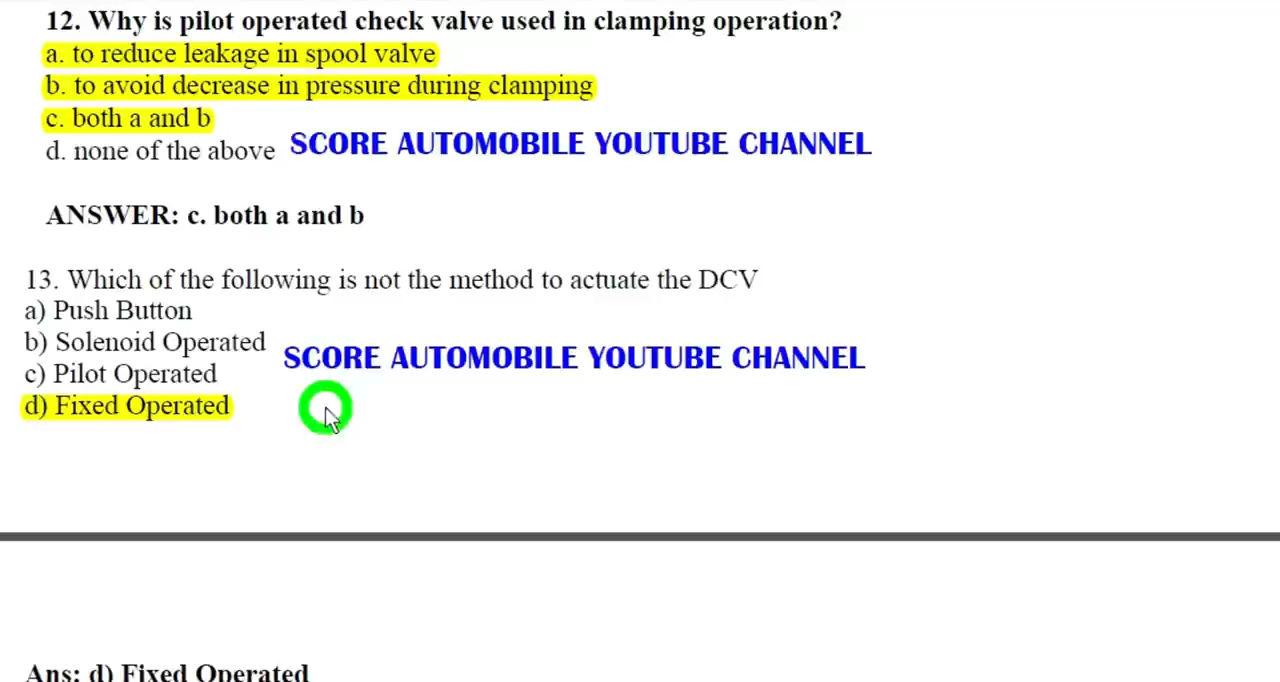 12. Why is pilot operated check valve used in clamping operation?
a. to reduce leakage in spool valve
b. to avoid decrease in pressure during clamping
c. both a and b
d. none of the above SCORE AUTOMOBILE YOUTUBE CHANNEL
ANSWER: c. both a and b
13. Which of the following is not the method to actuate the DCV
a) Push Button
b) Solenoid Operated
SCORE AUTOMOBILE YOUTUBE CHANNEL
c) Pilot Operated
d) Fixed Operated
Ans: d) Fixed Operated